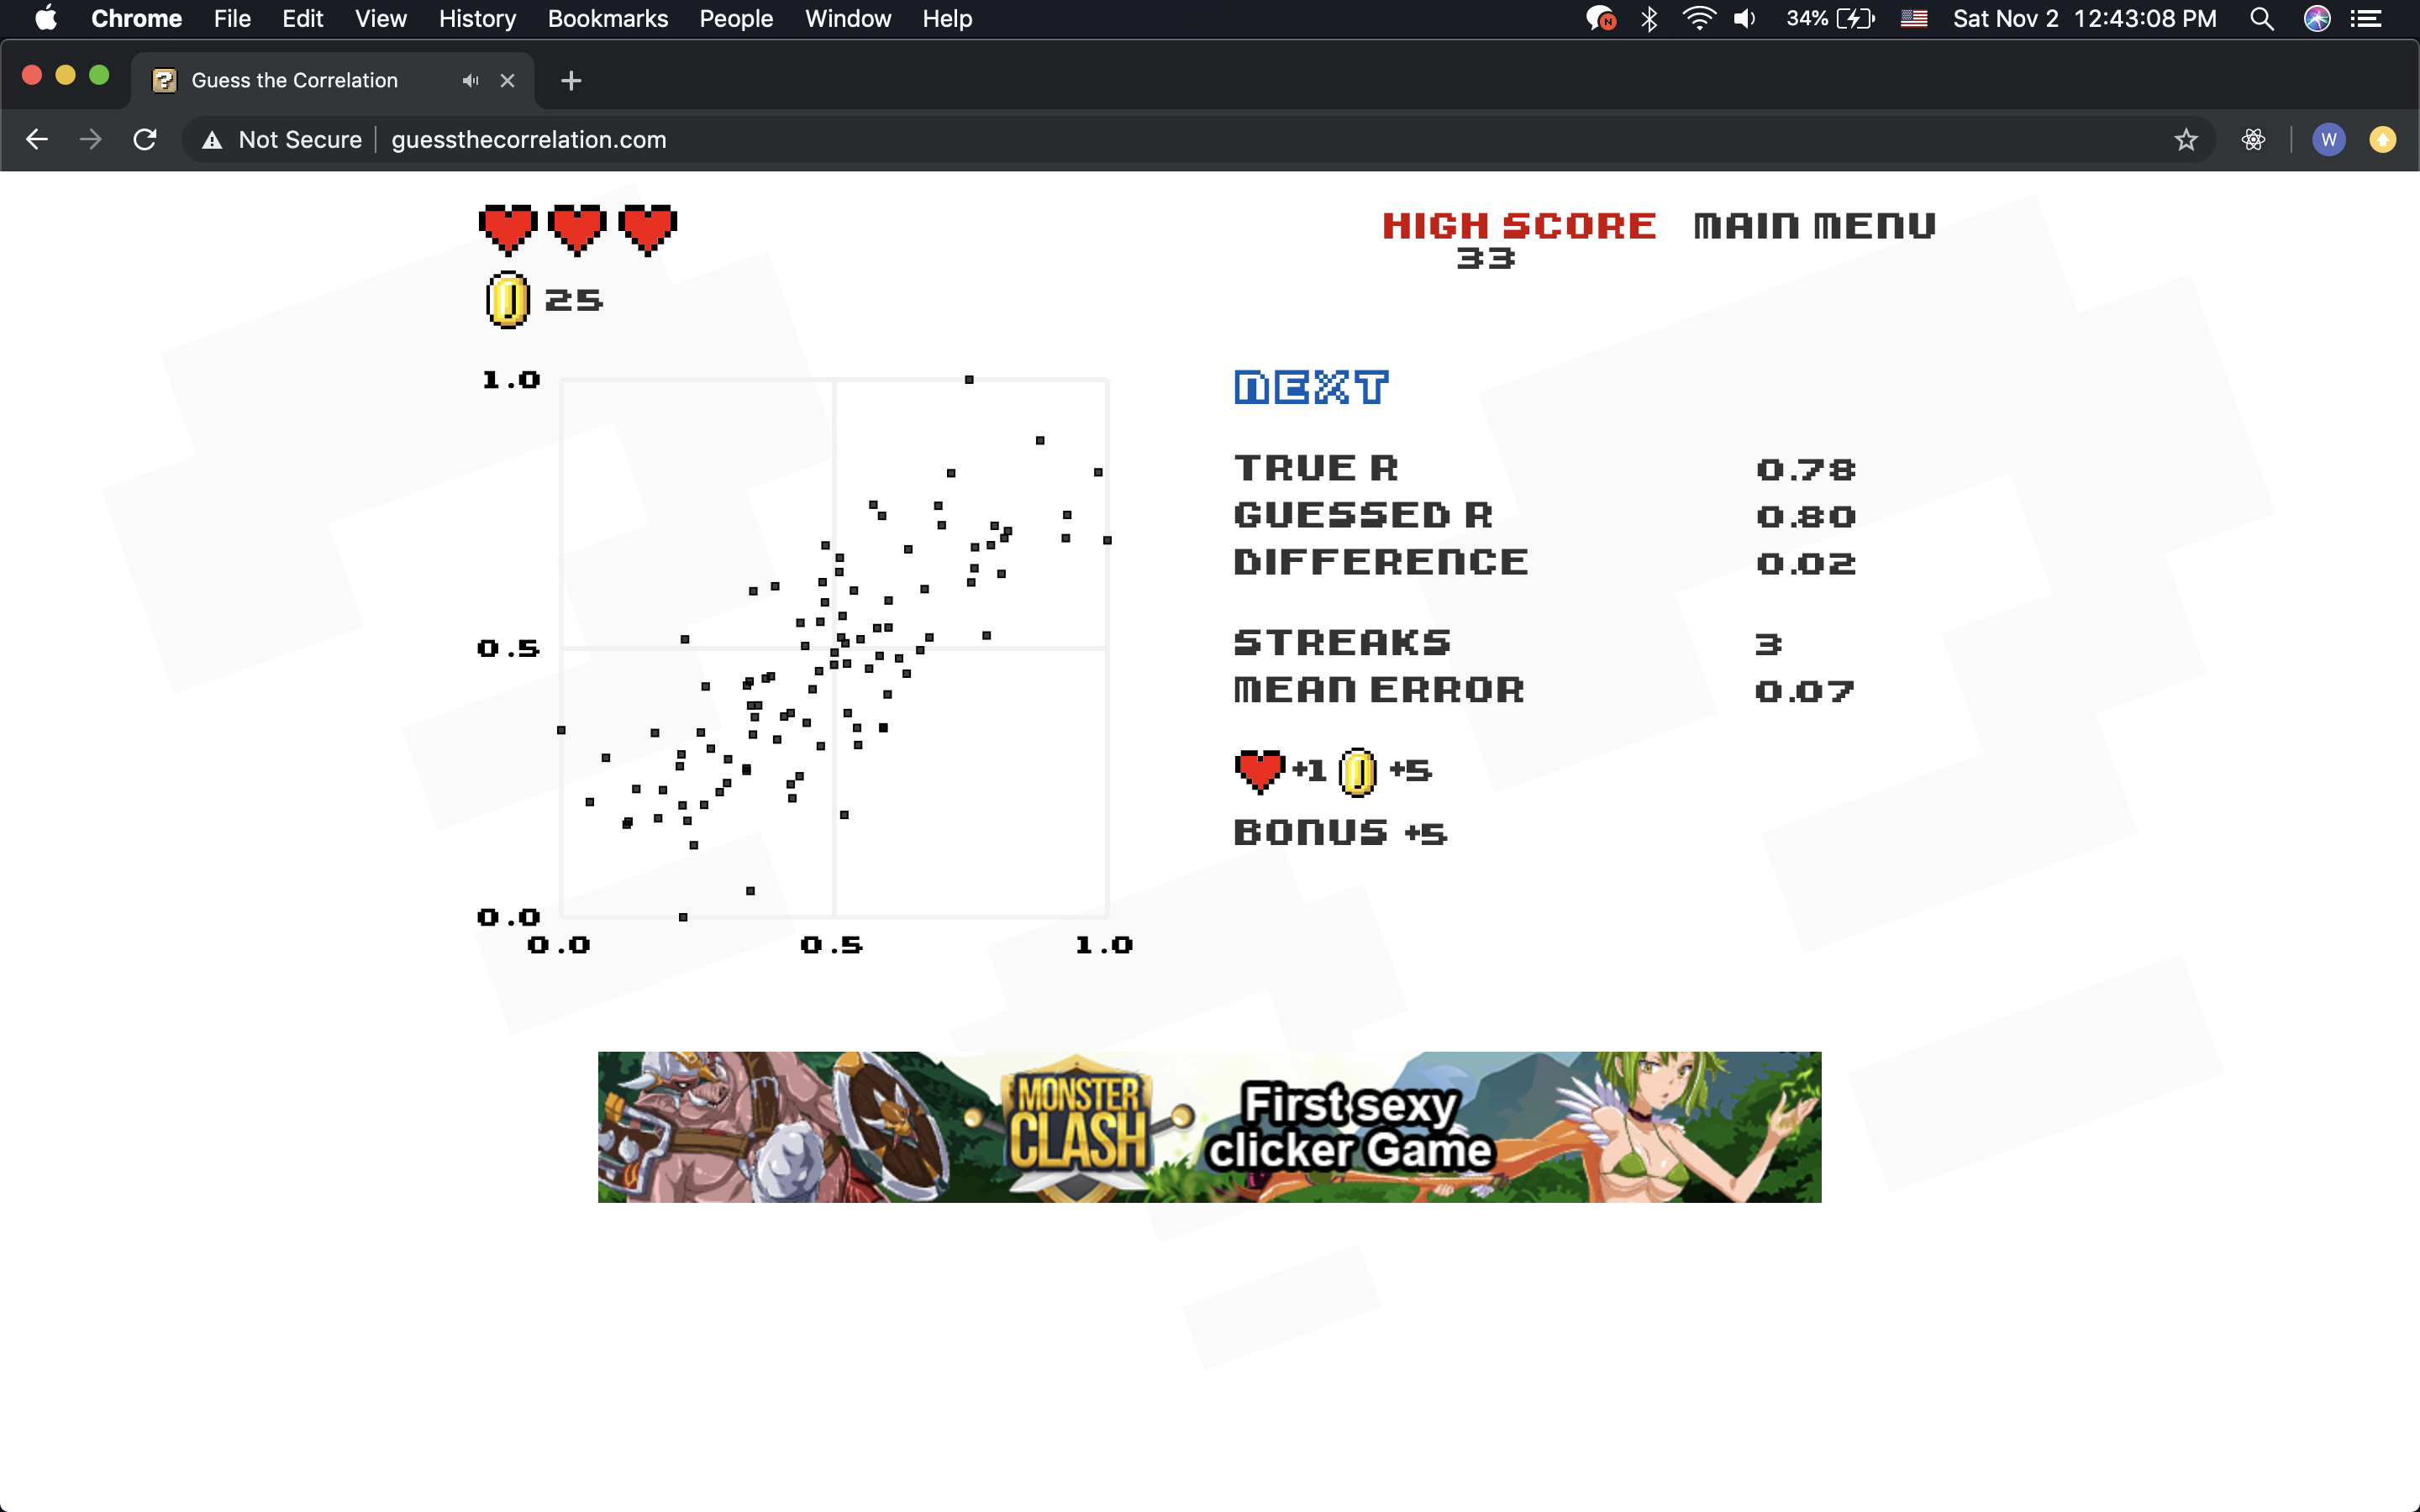 Chrome File Edit View History Bookmarks People Window Help N 34% Sat Nov 2 12:43:08 PM
Guess the Correlation
Not Secure guessthecorrelation.com W
HIGH SCORE MAIN MENU
33
25
1.0
0.5
0.0
0.0 0.5 1.0
NEXT
TRUE R 0.78
GUESSED R 0.80
DIFFERENCE 0.02
STREAKS 3
MEAN ERROR 0.07
+1 +5
BONUS +5
MONSTER
CLASH
First sexy
clicker Game